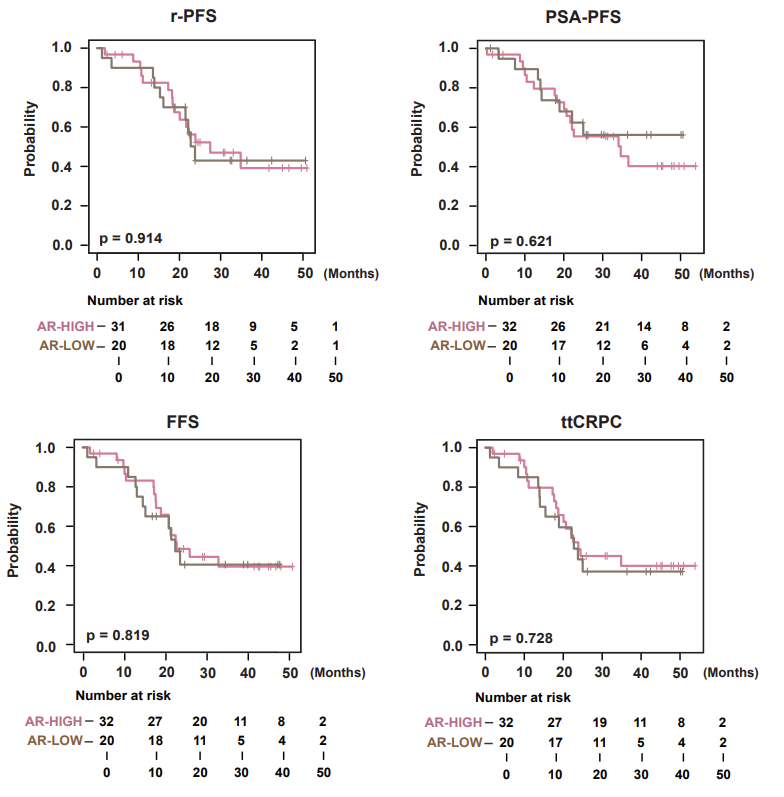 r-PFS
Probability
1.0
0.8
0.6
0.4
0.2
0.0
p = 0.914
0 10 20 30 40 50 (Months)
Number at risk
AR-HIGH – 31 26 18 9 5 1
AR-LOW – 20 18 12 5 2 1
0 10 20 30 40 50
PSA-PFS
Probability
1.0
0.8
0.6
0.4
0.2
0.0
p = 0.621
0 10 20 30 40 50 (Months)
Number at risk
AR-HIGH – 32 26 21 14 8 2
AR-LOW – 20 17 12 6 4 2
0 10 20 30 40 50
FFS
Probability
1.0
0.8
0.6
0.4
0.2
0.0
p = 0.819
0 10 20 30 40 50 (Months)
Number at risk
AR-HIGH – 32 27 20 11 8 2
AR-LOW – 20 18 11 5 4 2
0 10 20 30 40 50
ttCRPC
Probability
1.0
0.8
0.6
0.4
0.2
0.0
p = 0.728
0 10 20 30 40 50 (Months)
Number at risk
AR-HIGH – 32 27 19 11 8 2
AR-LOW – 20 17 11 5 4 2
0 10 20 30 40 50